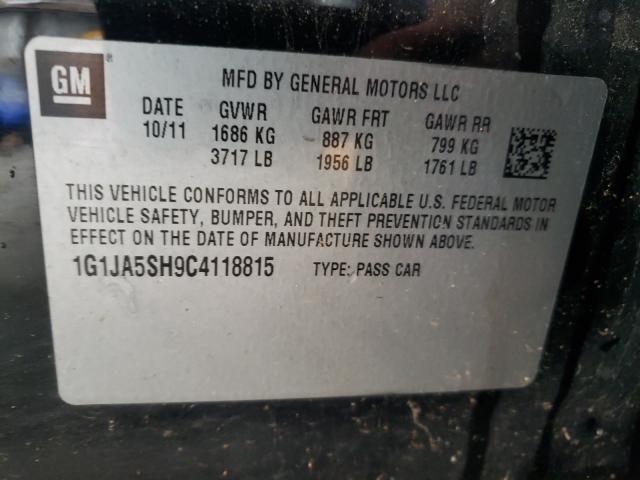 GM ®
MFD BY GENERAL MOTORS LLC
DATE GVWR GAWR FRT GAWR RR
10/11 1686 KG 887 KG 799 KG
3717 LB 1956 LB 1761 LB
THIS VEHICLE CONFORMS TO ALL APPLICABLE U.S. FEDERAL MOTOR
VEHICLE SAFETY, BUMPER, AND THEFT PREVENTION STANDARDS IN
EFFECT ON THE DATE OF MANUFACTURE SHOWN ABOVE.
1G1JA5SH9C4118815 TYPE: PASS CAR